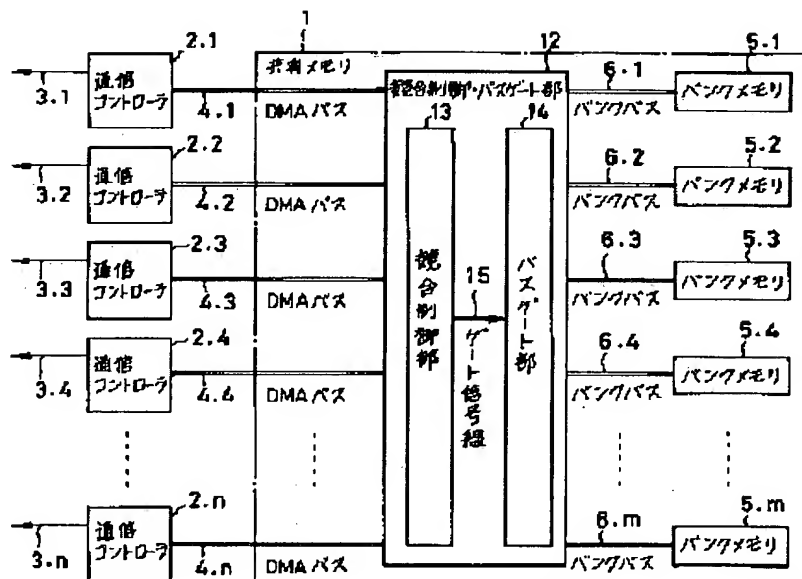 1
2.1
12
5.1
通信
コントローラ
共有メモリ
競合制御部・バスゲート部
6.1
バンクメモリ
3.1
4.1
DMAバス
13
14
バンクバス
2.2
5.2
通信
コントローラ
6.2
バンクメモリ
3.2
4.2
DMAバス
バンクバス
2.3
5.3
通信
コントローラ
6.3
バンクメモリ
3.3
4.3
DMAバス
競合制御部
15
ゲート信号線
バスゲート部
バンクバス
2.4
5.4
通信
コントローラ
6.4
バンクメモリ
3.4
4.4
DMAバス
バンクバス
2.n
5.m
通信
コントローラ
6.m
バンクメモリ
3.n
4.n
DMAバス
バンクバス